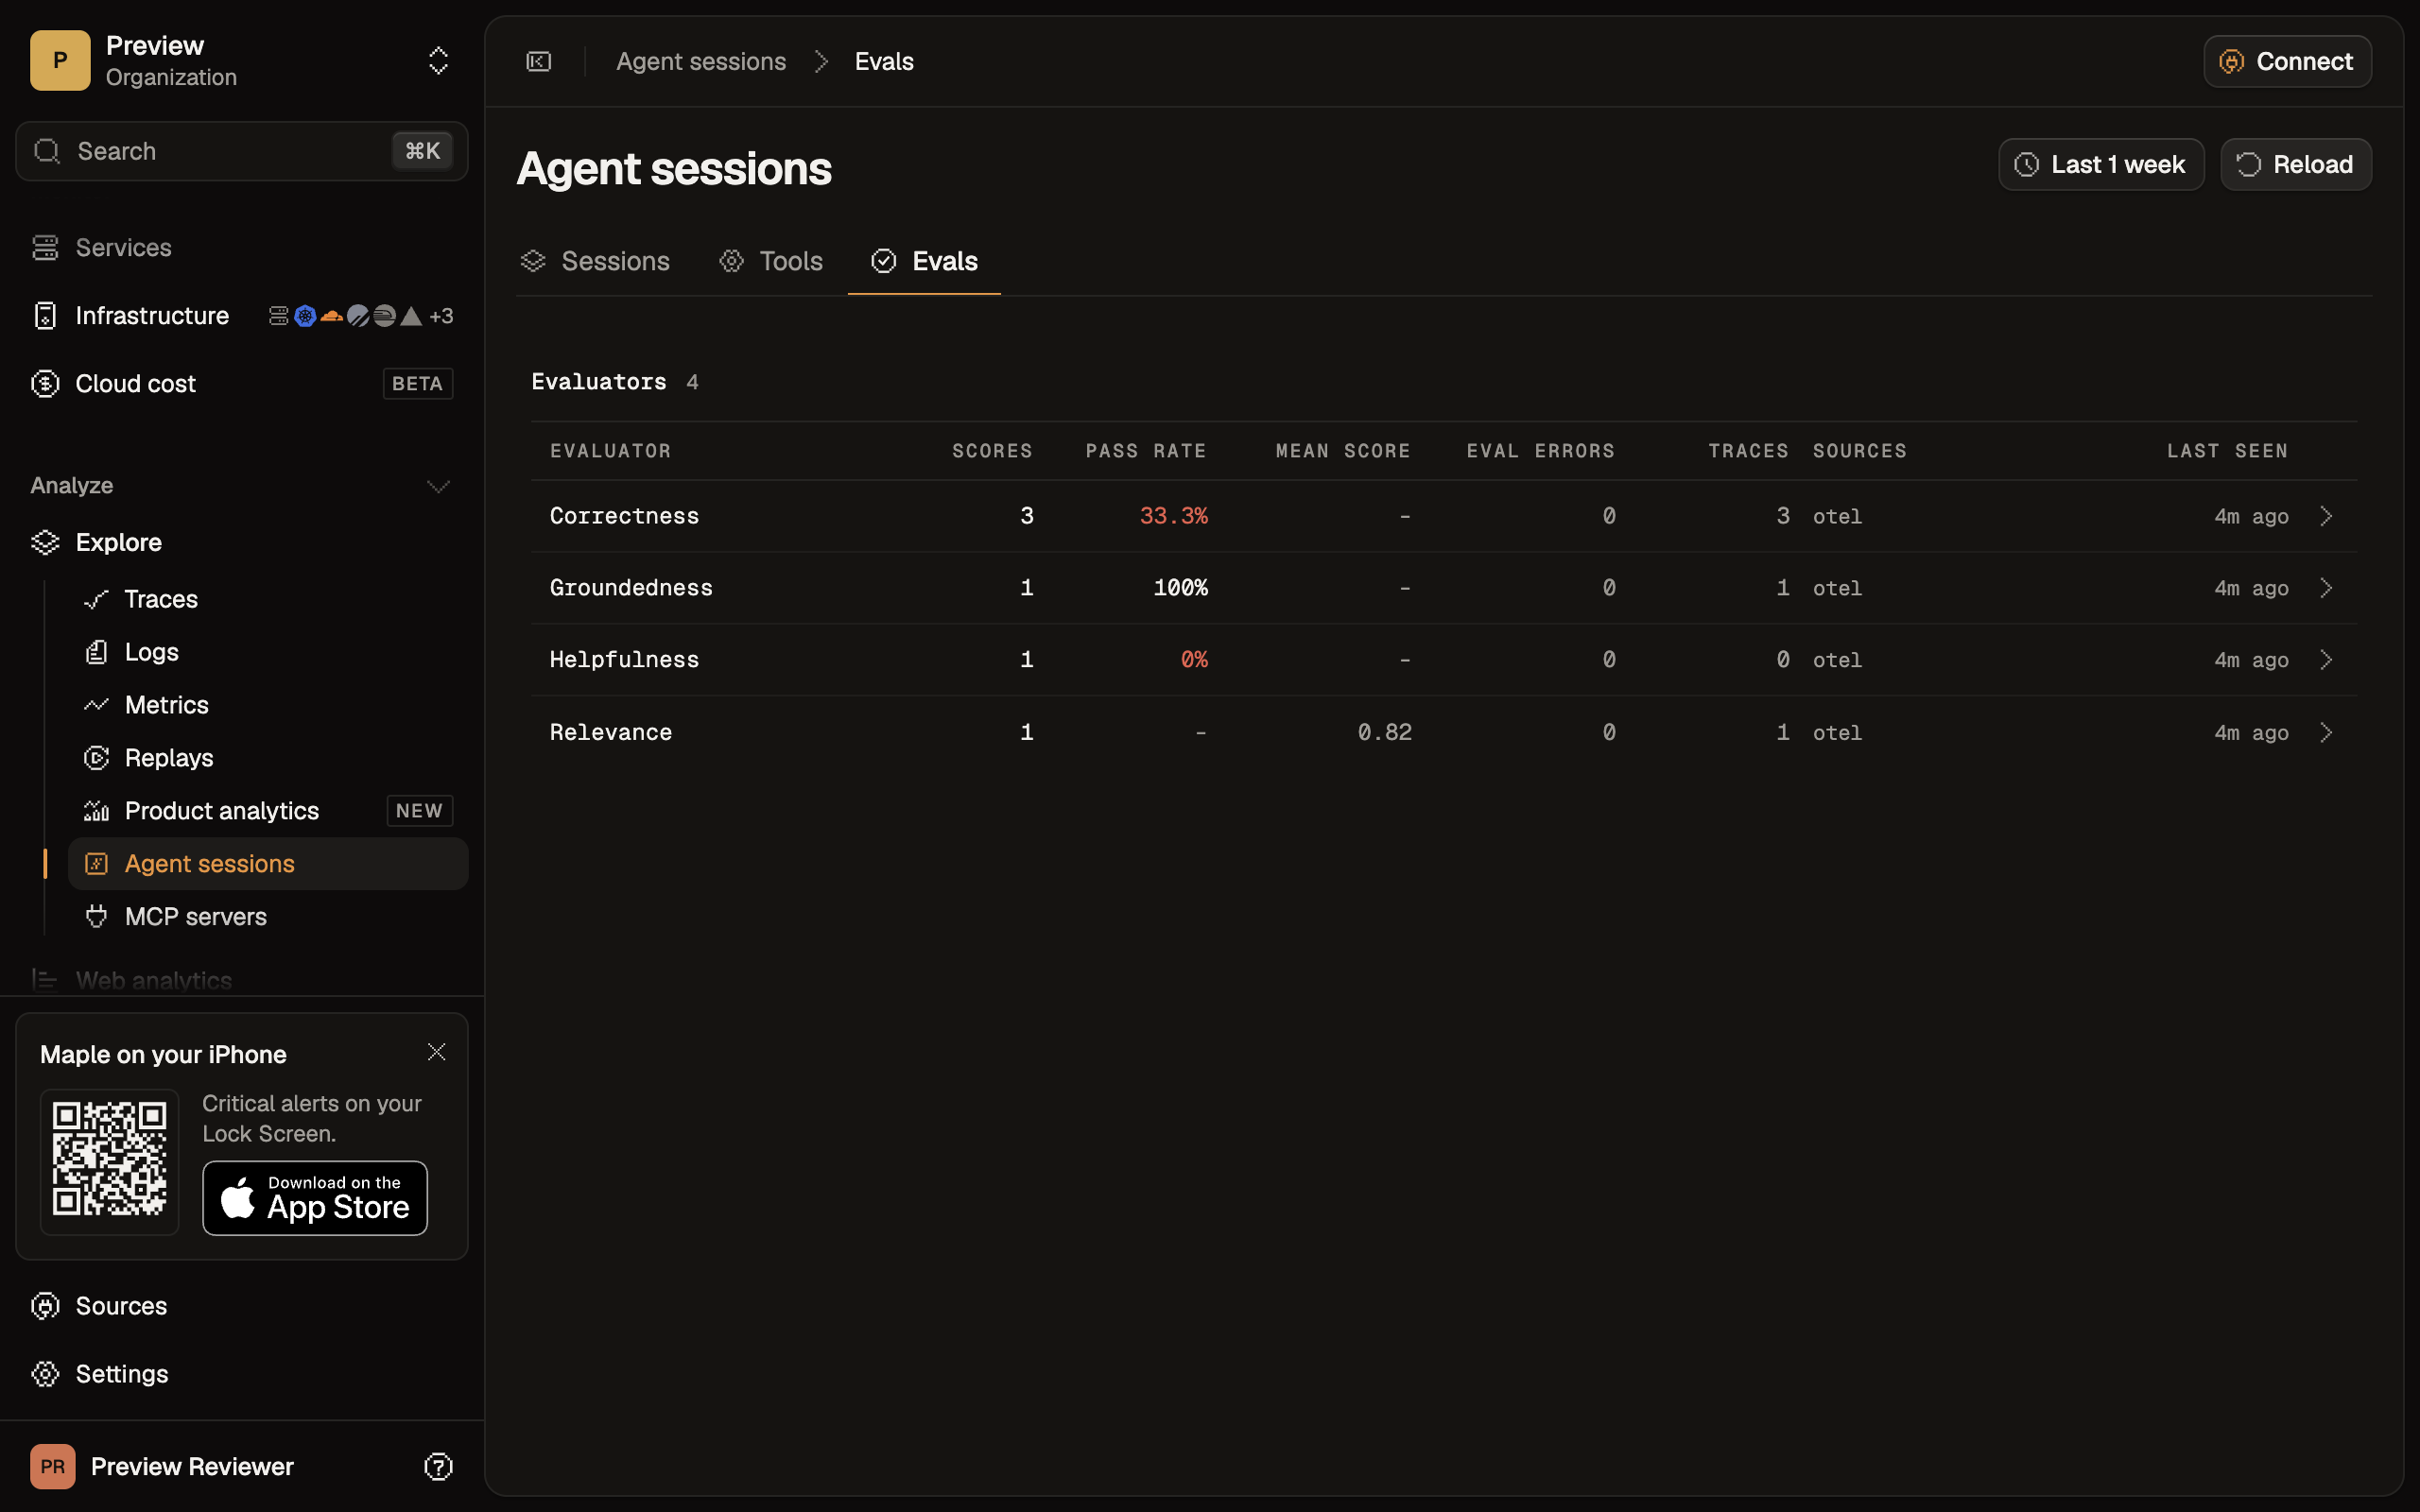 P
Preview
Organization
Search
⌘K
Services
Infrastructure
+3
Cloud cost
BETA
Analyze
Explore
Traces
Logs
Metrics
Replays
Product analytics
NEW
Agent sessions
MCP servers
Web analytics
Maple on your iPhone
Critical alerts on your
Lock Screen.
Download on the
App Store
Sources
Settings
PR
Preview Reviewer
Agent sessions
Evals
Connect
Agent sessions
Last 1 week
Reload
Sessions
Tools
Evals
Evaluators 4
EVALUATOR SCORES PASS RATE MEAN SCORE EVAL ERRORS TRACES SOURCES LAST SEEN
Correctness 3 33.3% - 0 3 otel 4m ago
Groundedness 1 100% - 0 1 otel 4m ago
Helpfulness 1 0% - 0 0 otel 4m ago
Relevance 1 - 0.82 0 1 otel 4m ago